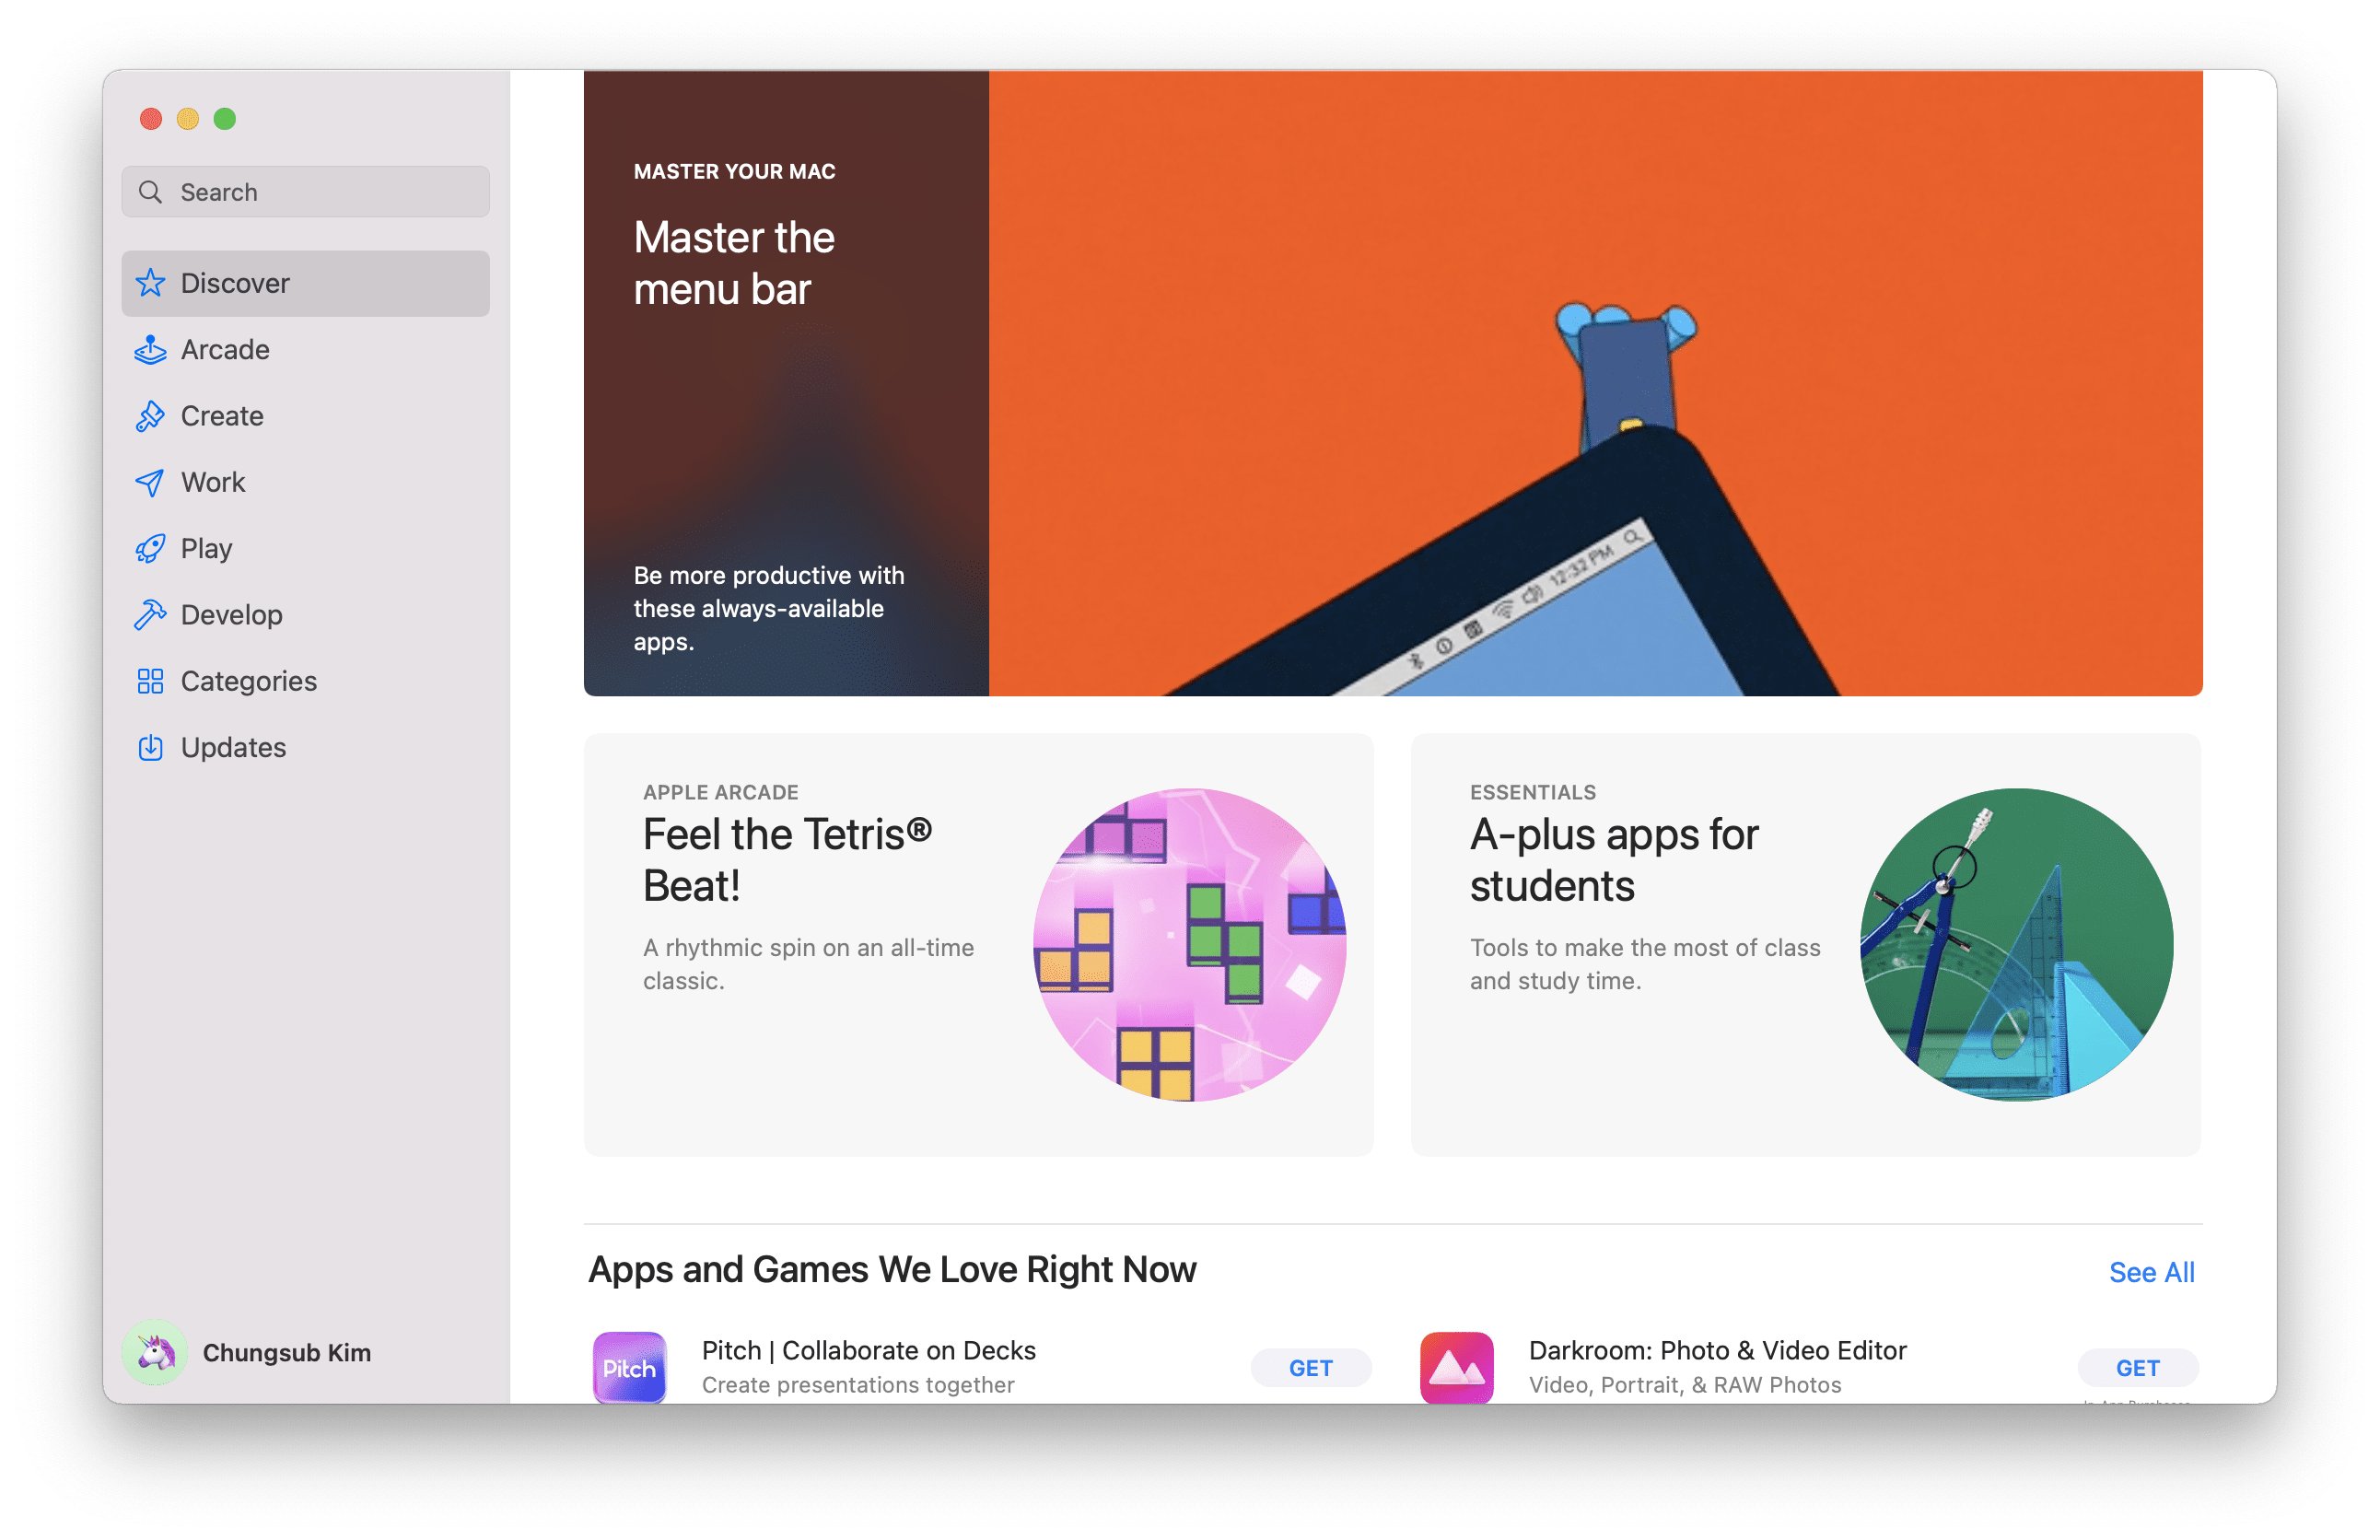 Search
Discover
Arcade
Create
Work
Play
Develop
Categories
Updates
Chungsub Kim
MASTER YOUR MAC
Master the
menu bar
Be more productive with
these always-available
apps.
12:32 PM
APPLE ARCADE
Feel the Tetris®
Beat!
A rhythmic spin on an all-time
classic.
ESSENTIALS
A-plus apps for
students
Tools to make the most of class
and study time.
Apps and Games We Love Right Now
See All
Pitch
Pitch | Collaborate on Decks
Create presentations together
GET
Darkroom: Photo & Video Editor
Video, Portrait, & RAW Photos
GET
In-App Purchases